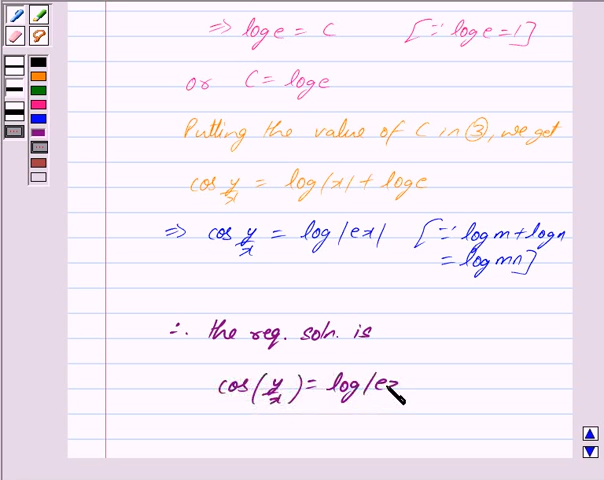 ⇒ log e = C [∵ log e = 1]
or C = log e
Putting the value of C in ③, we get
cos y/x = log|x| + log e
⇒ cos y/x = log|ex| [∵ log m + log n
= log mn]
∴ the req. soln. is
cos(y/x) = log|ex